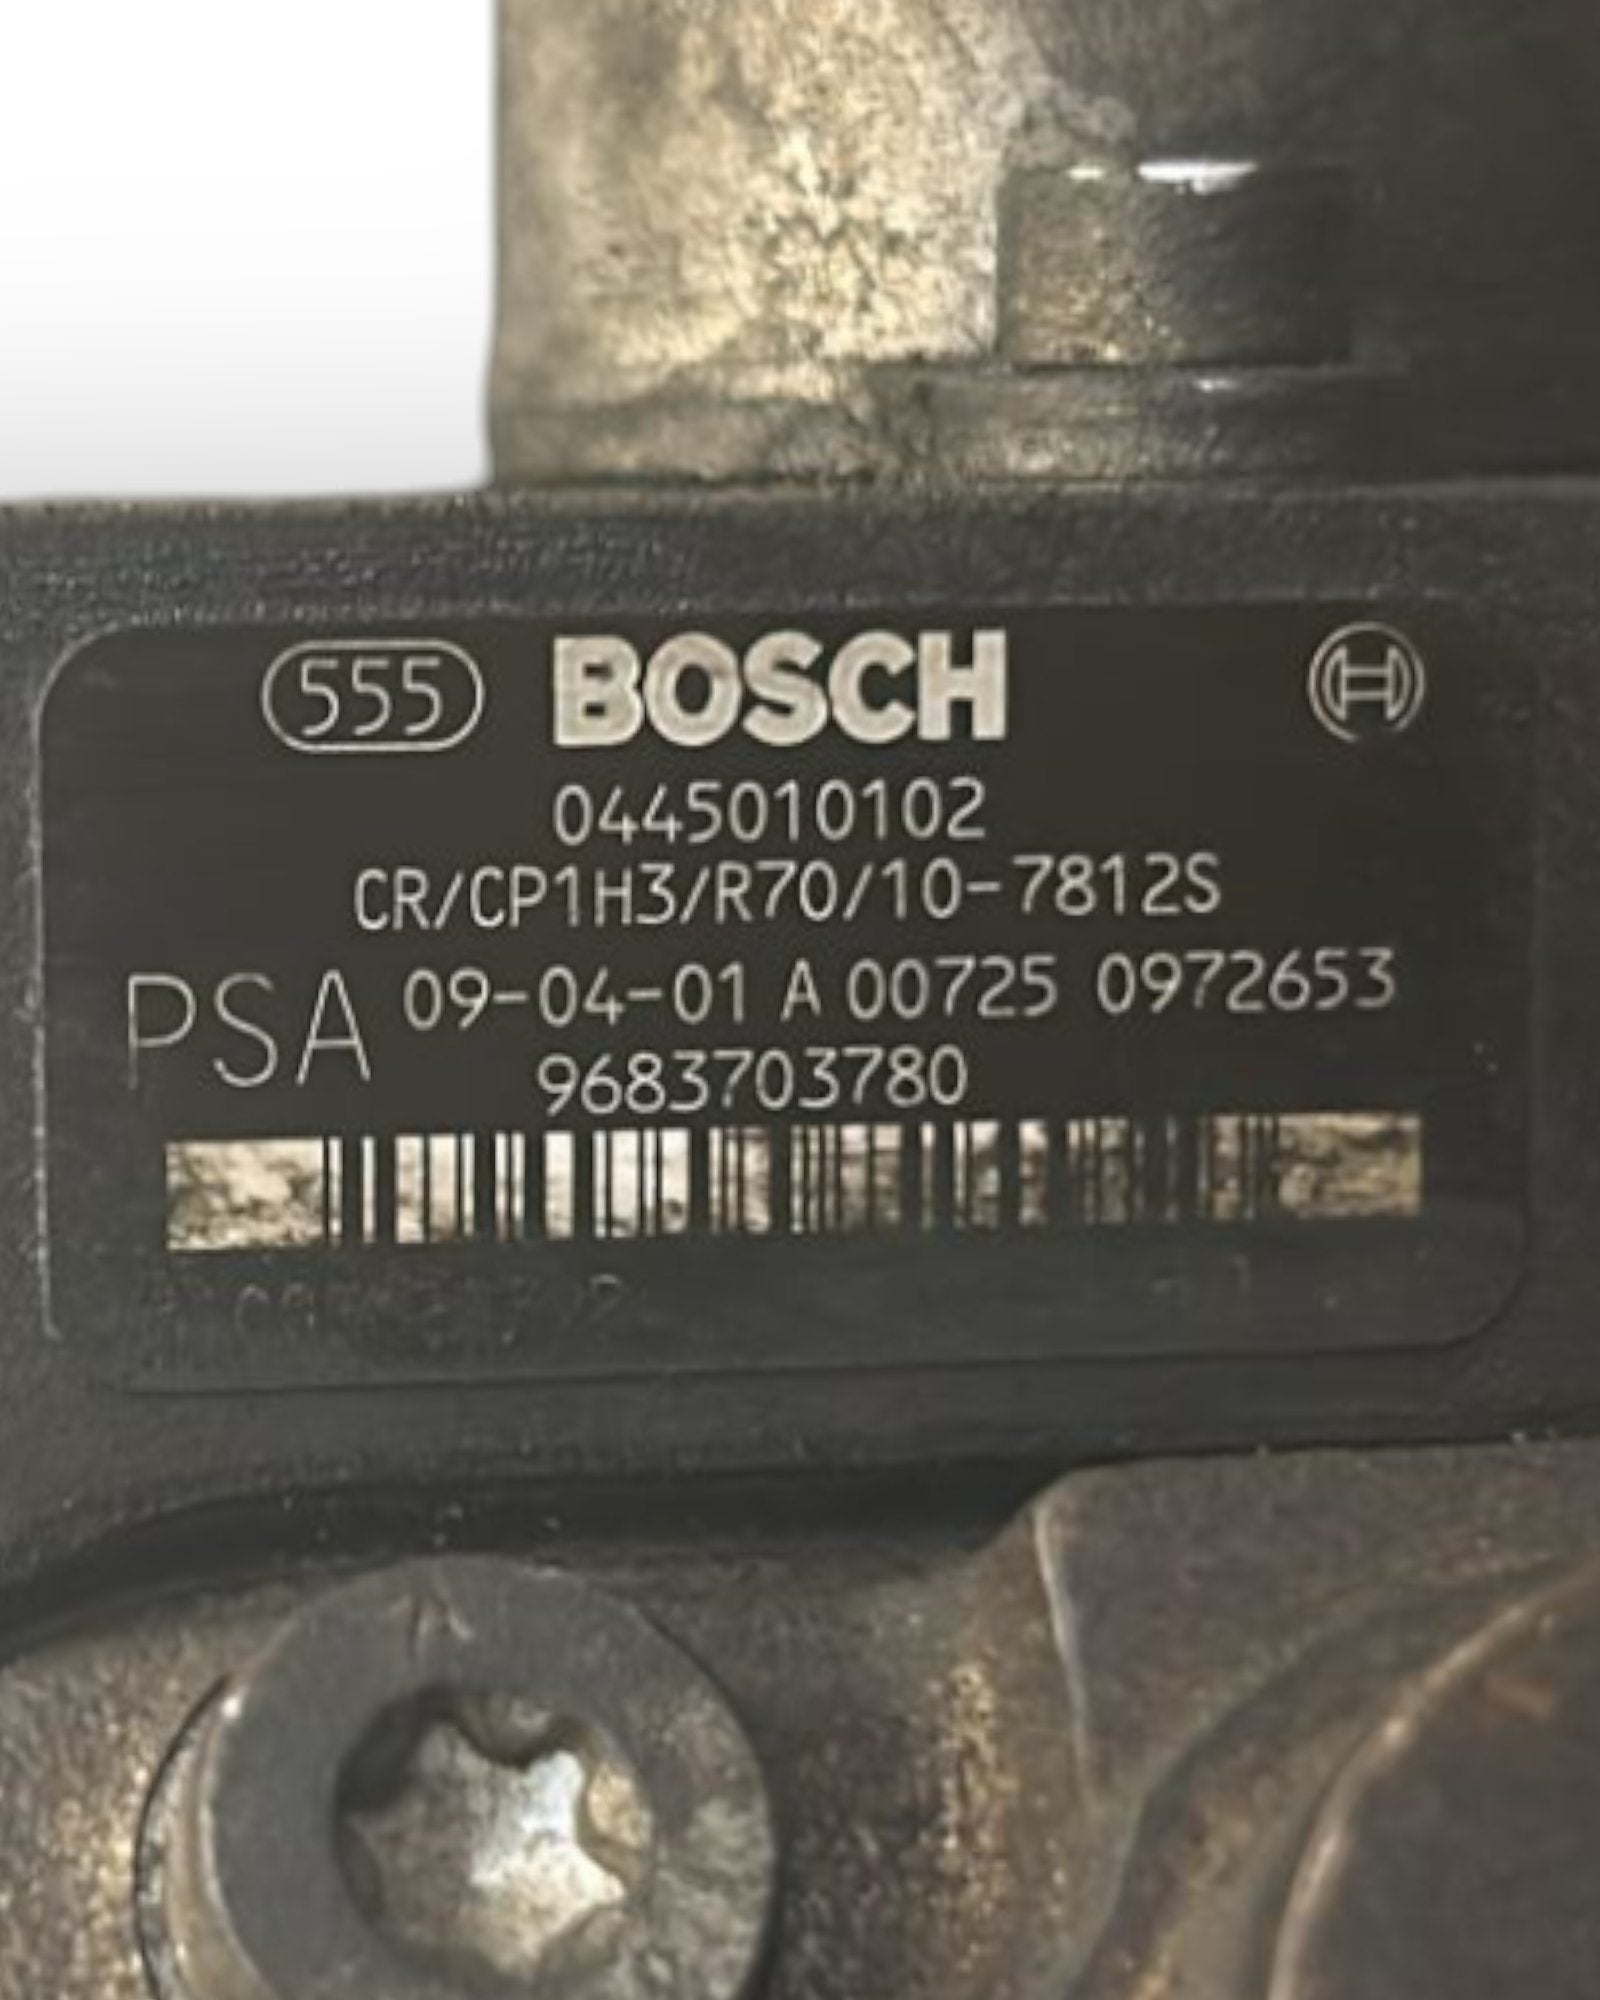 555 BOSCH
0445010102
CR/CP1H3/R70/10-7812S
PSA 09-04-01 A 00725 0972653
9683703780